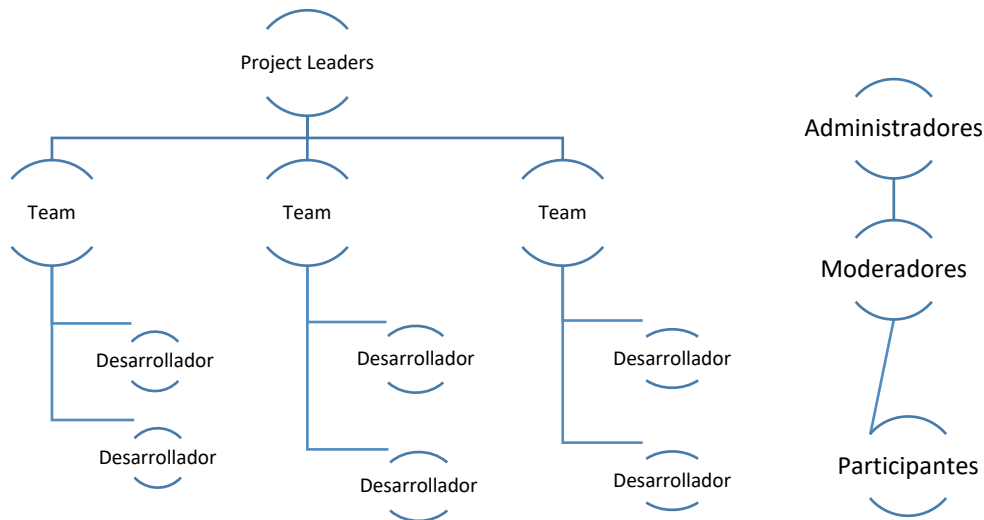 Project Leaders
Team
Team
Team
Desarrollador
Desarrollador
Desarrollador
Desarrollador
Desarrollador
Desarrollador
Administradores
Moderadores
Participantes